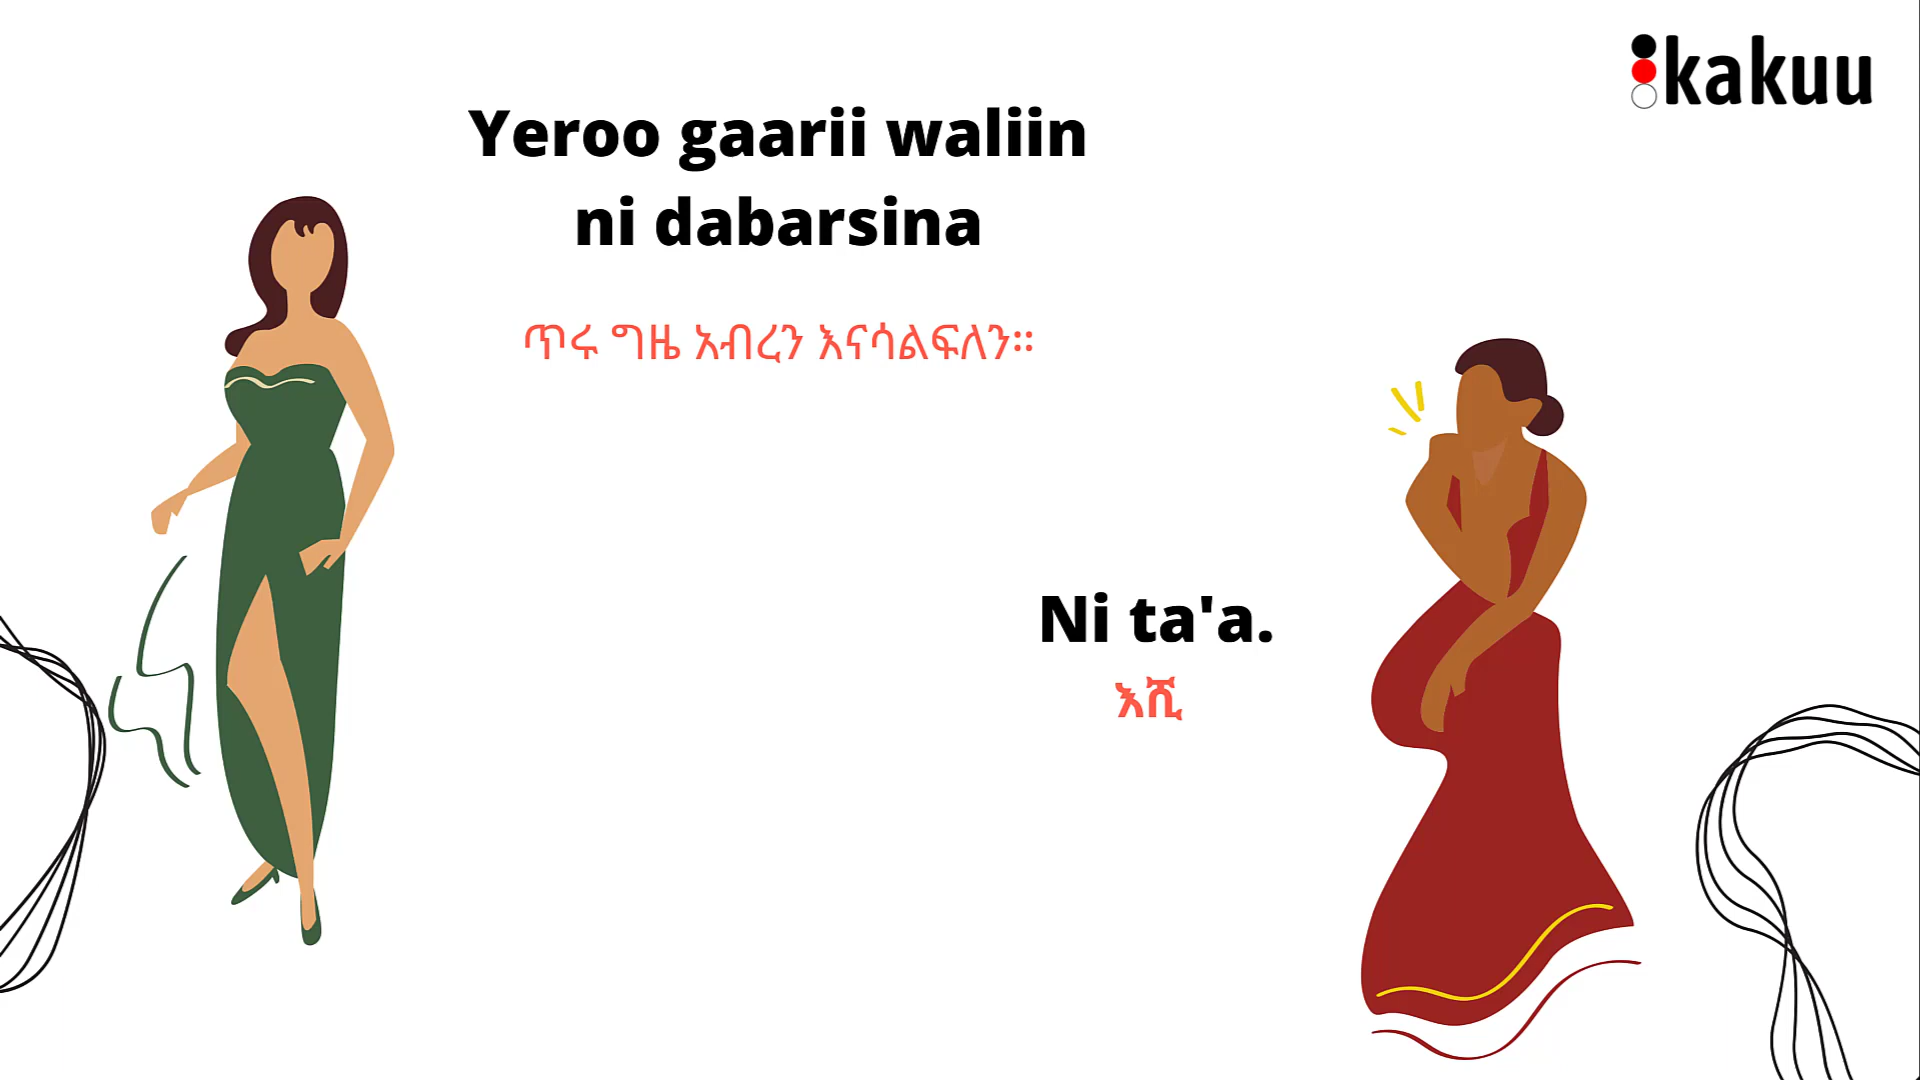 kakuu
Yeroo gaarii waliin
ni dabarsina
ጥሩ ግዜ አብረን እናሳልፍለን።
Ni ta'a.
እሺ